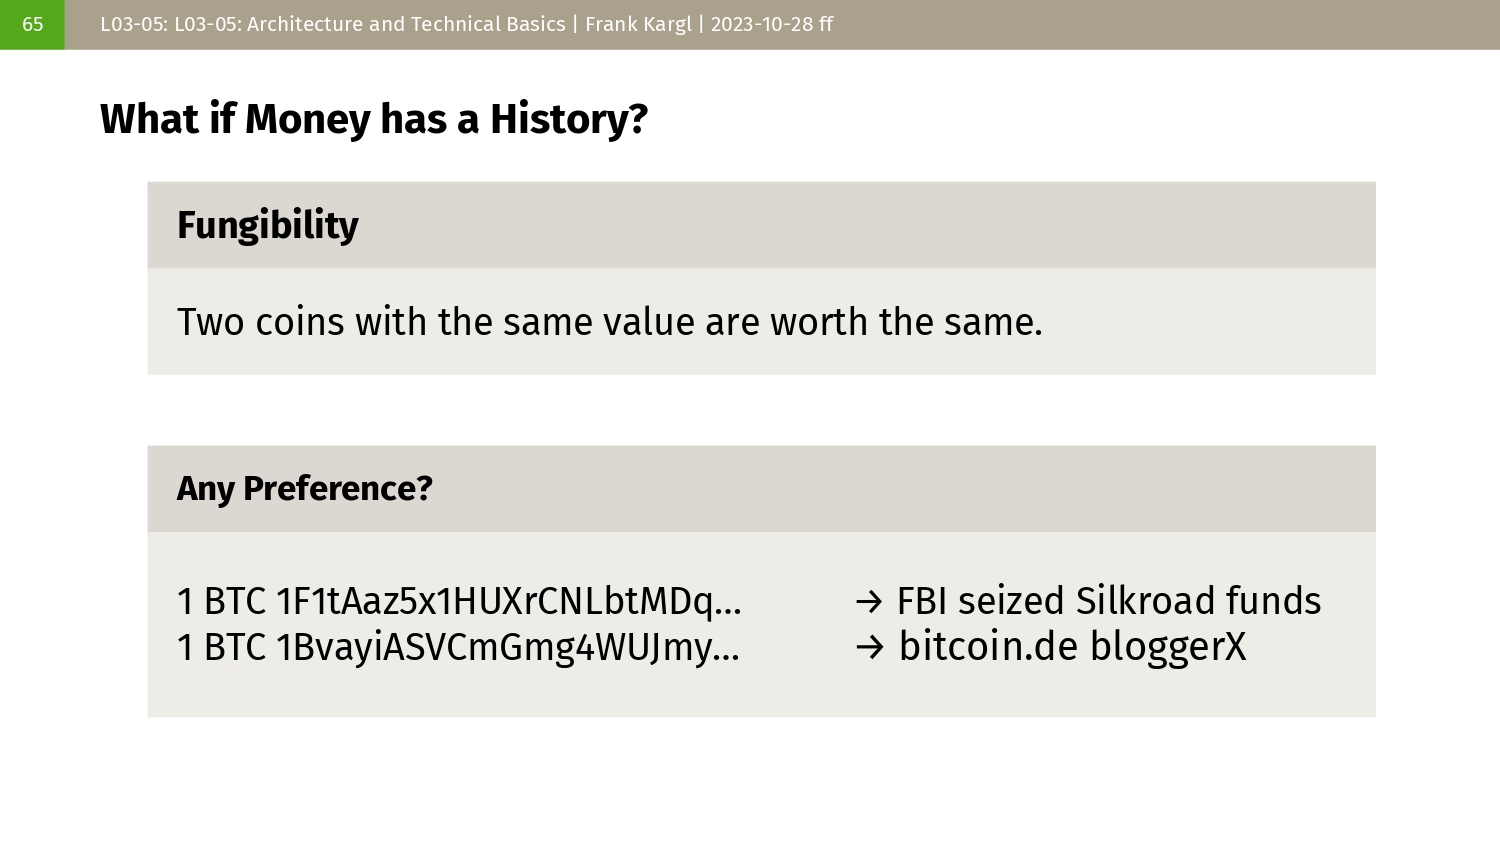 65 L03-05: L03-05: Architecture and Technical Basics | Frank Kargl | 2023-10-28 ff
What if Money has a History?
Fungibility
Two coins with the same value are worth the same.
Any Preference?
1 BTC 1F1tAaz5x1HUXrCNLbtMDq... → FBI seized Silkroad funds
1 BTC 1BvayiASVCmGmg4WUJmy... → bitcoin.de bloggerX